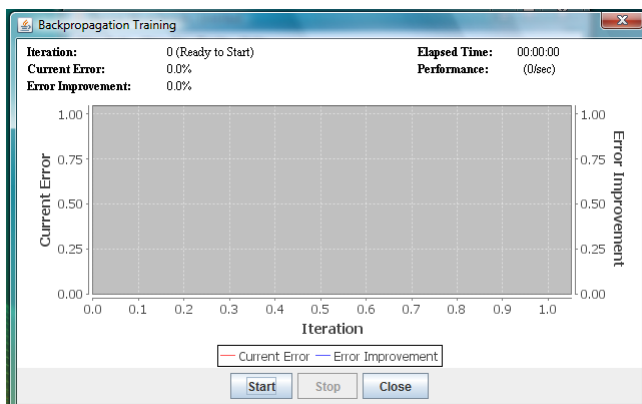 Backpropagation Training
Iteration: 0 (Ready to Start) Elapsed Time: 00:00:00
Current Error: 0.0% Performance: (0/sec)
Error Improvement: 0.0%
1.00 1.00
0.75 0.75
0.50 0.50
0.25 0.25
0.00 0.00
Current Error
Error Improvement
0.0 0.1 0.2 0.3 0.4 0.5 0.6 0.7 0.8 0.9 1.0
Iteration
Current Error Error Improvement
Start Stop Close